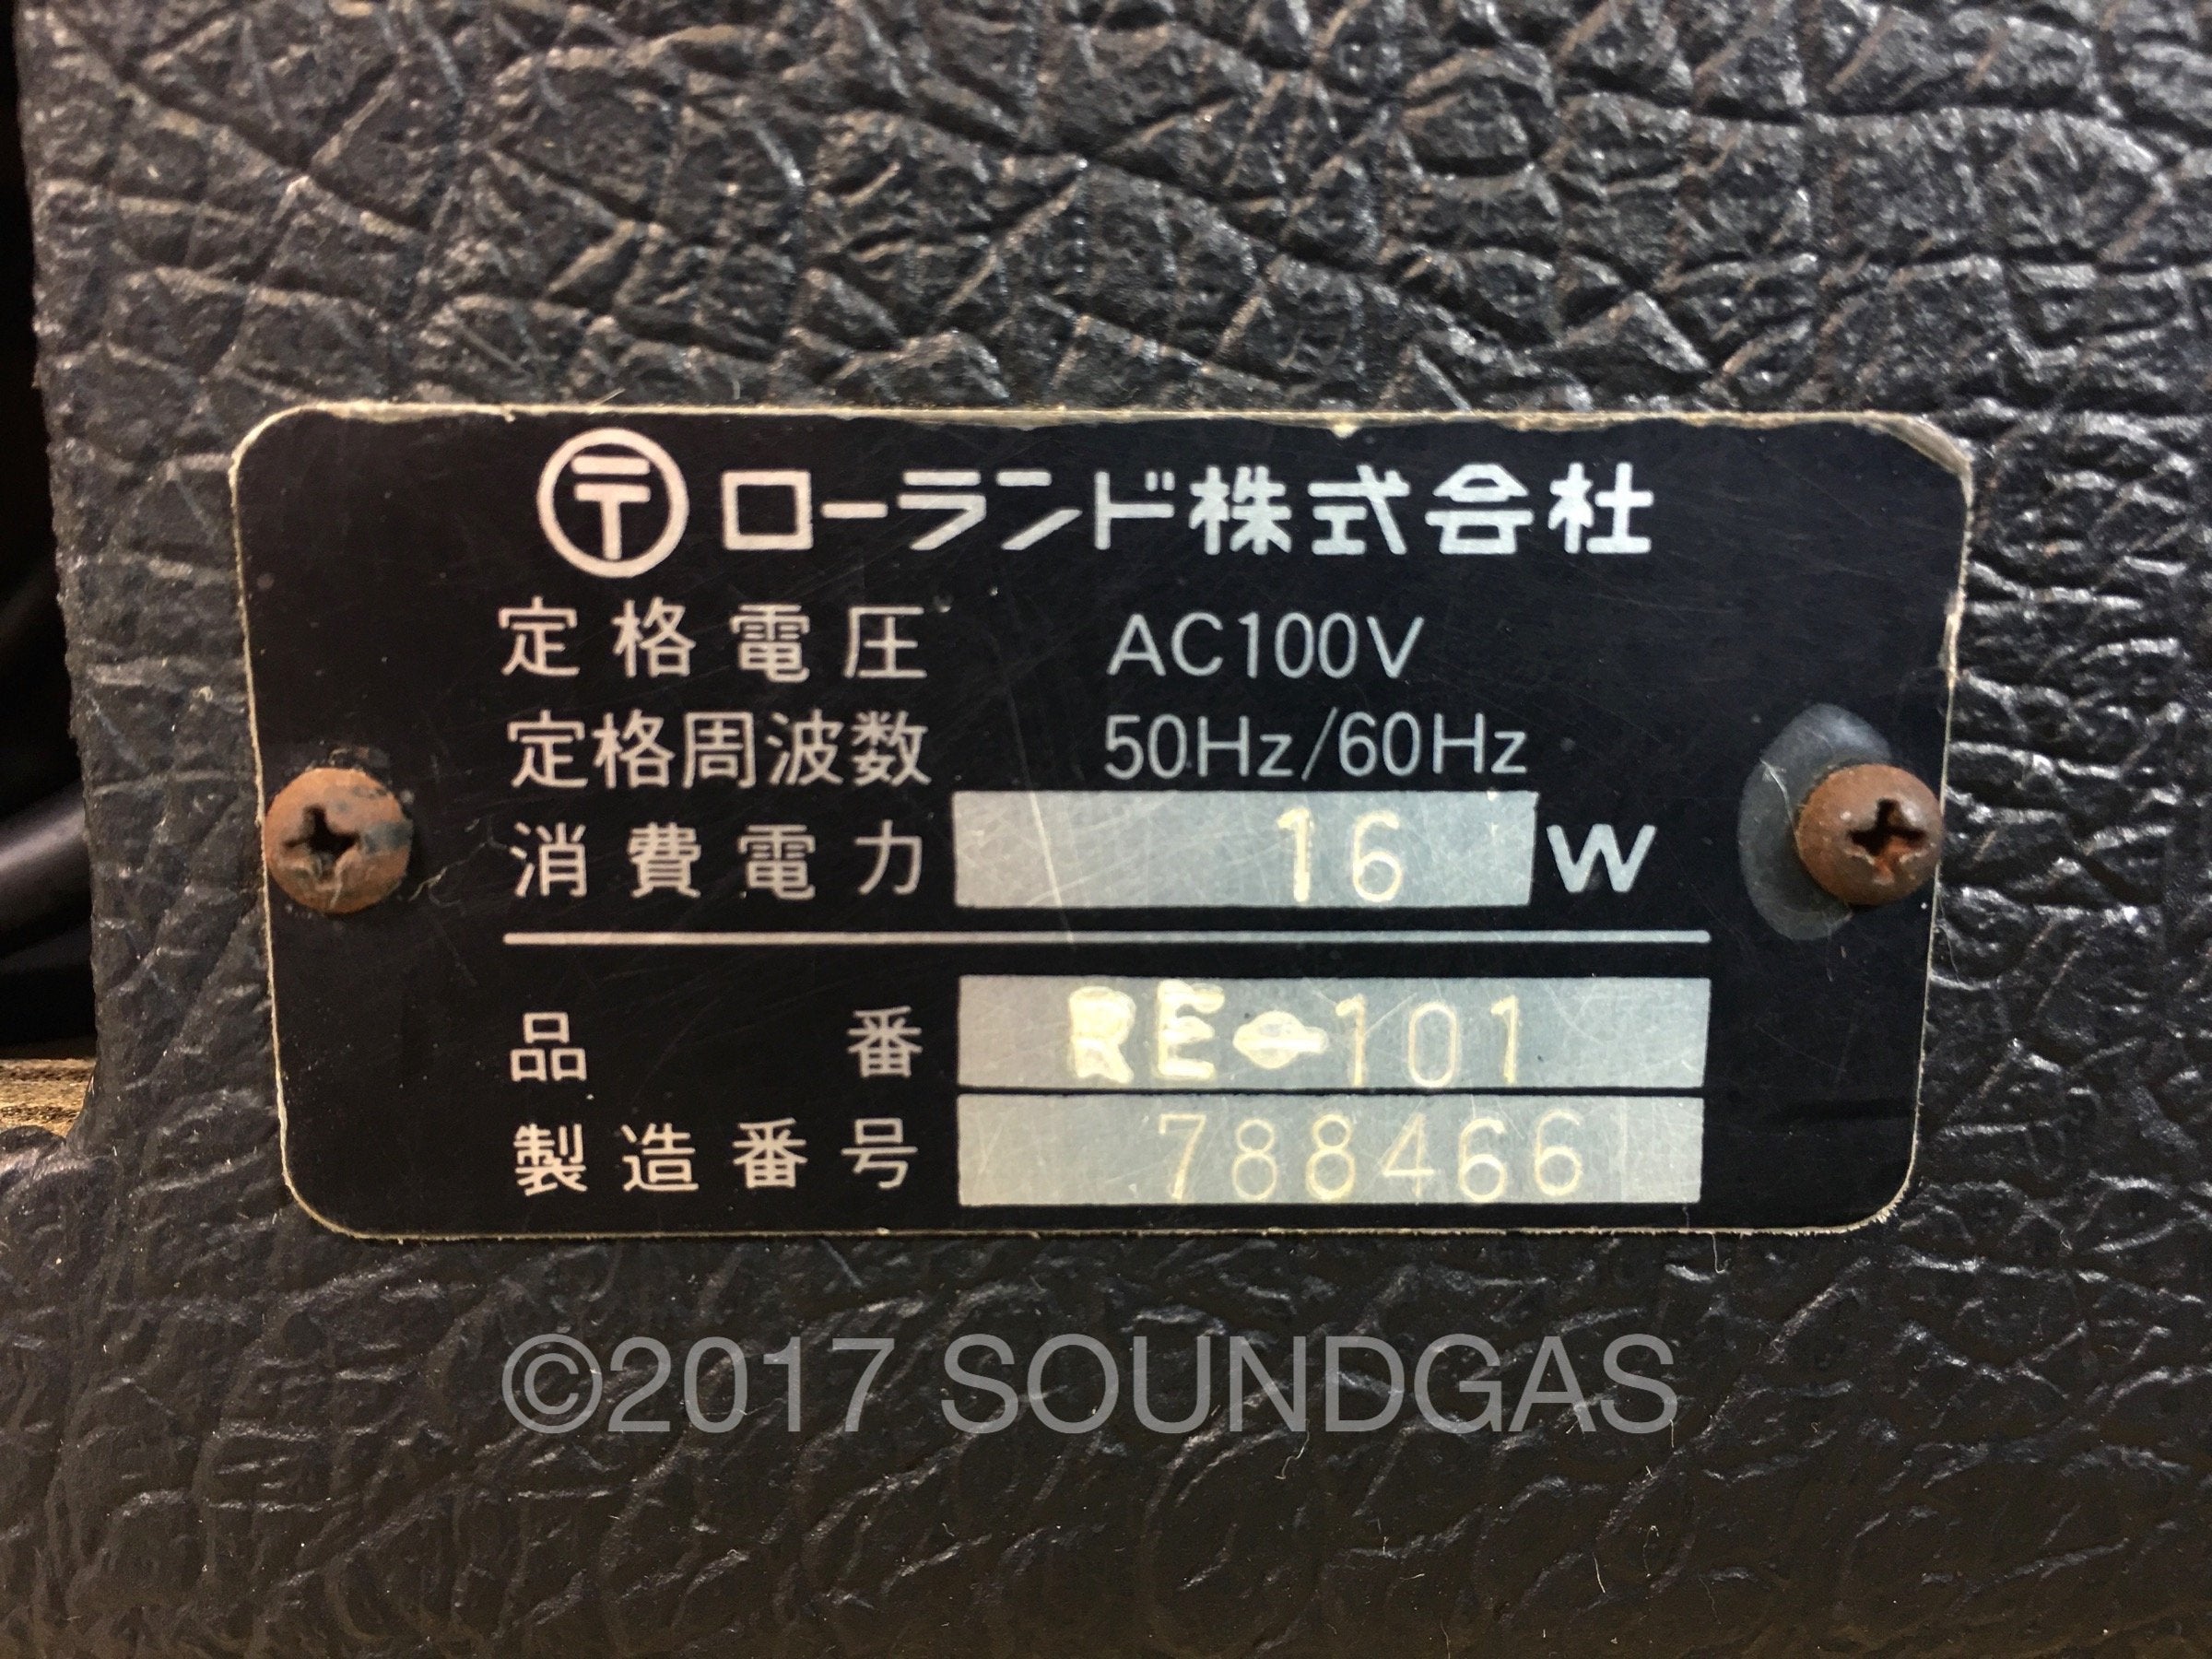 〶 ローランド株式会社
定格電圧 AC100V
定格周波数 50Hz/60Hz
消費電力 16 W
品番 RE-101
製造番号 788466
©2017 SOUNDGAS